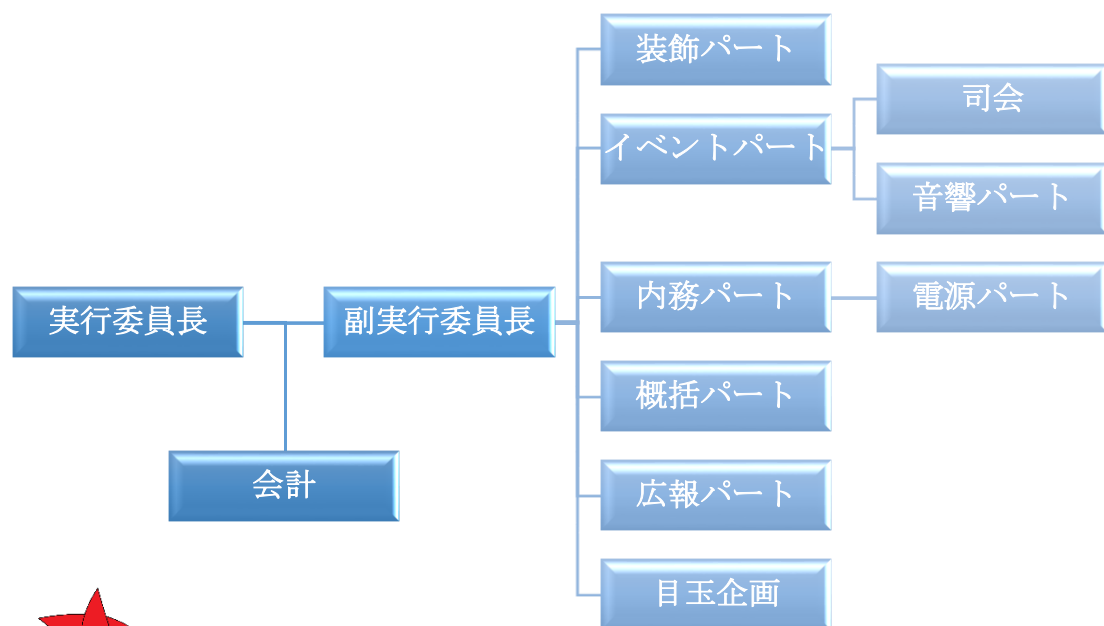 実行委員長
副実行委員長
会計
装飾パート
イベントパート
司会
音響パート
内務パート
電源パート
概括パート
広報パート
目玉企画